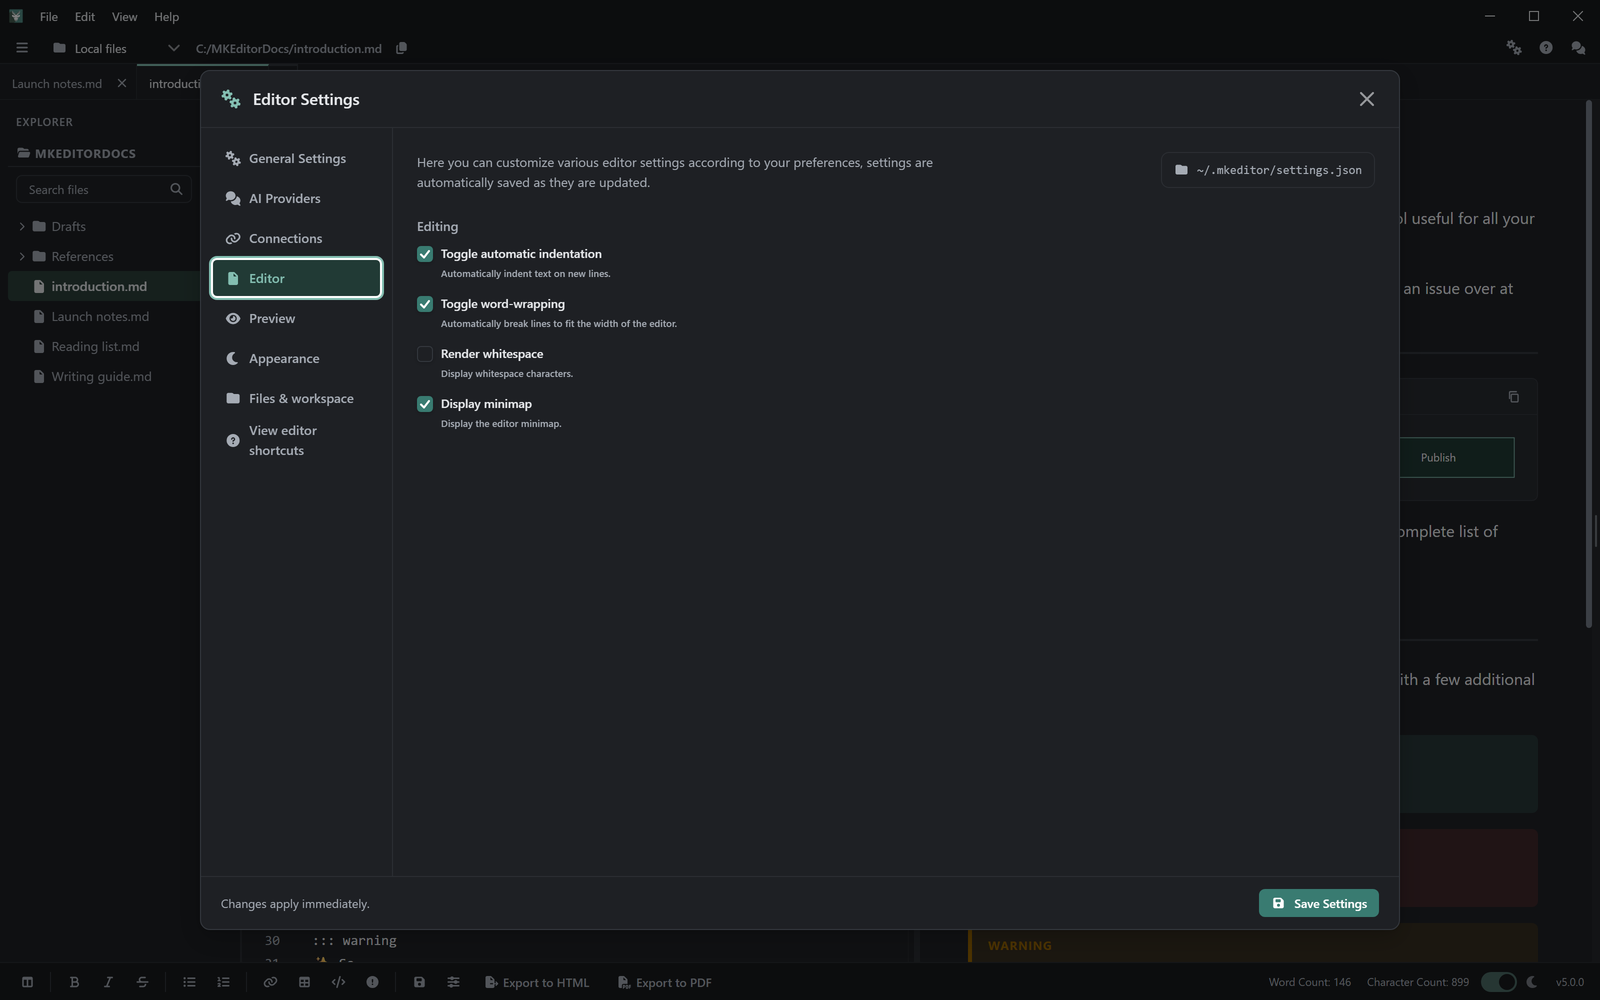 File Edit View Help
Local files C:/MKEditorDocs/introduction.md
Launch notes.md introducti
EXPLORER
MKEDITORDOCS
Search files
Drafts
References
introduction.md
Launch notes.md
Reading list.md
Writing guide.md
Editor Settings
General Settings
AI Providers
Connections
Editor
Preview
Appearance
Files & workspace
View editor
shortcuts
Here you can customize various editor settings according to your preferences, settings are
automatically saved as they are updated.
~/.mkeditor/settings.json
Editing
Toggle automatic indentation
Automatically indent text on new lines.
Toggle word-wrapping
Automatically break lines to fit the width of the editor.
Render whitespace
Display whitespace characters.
Display minimap
Display the editor minimap.
Changes apply immediately.
Save Settings
useful for all your
an issue over at
Publish
omplete list of
ith a few additional
30 ::: warning
WARNING
Export to HTML Export to PDF
Word Count: 146 Character Count: 899 v5.0.0